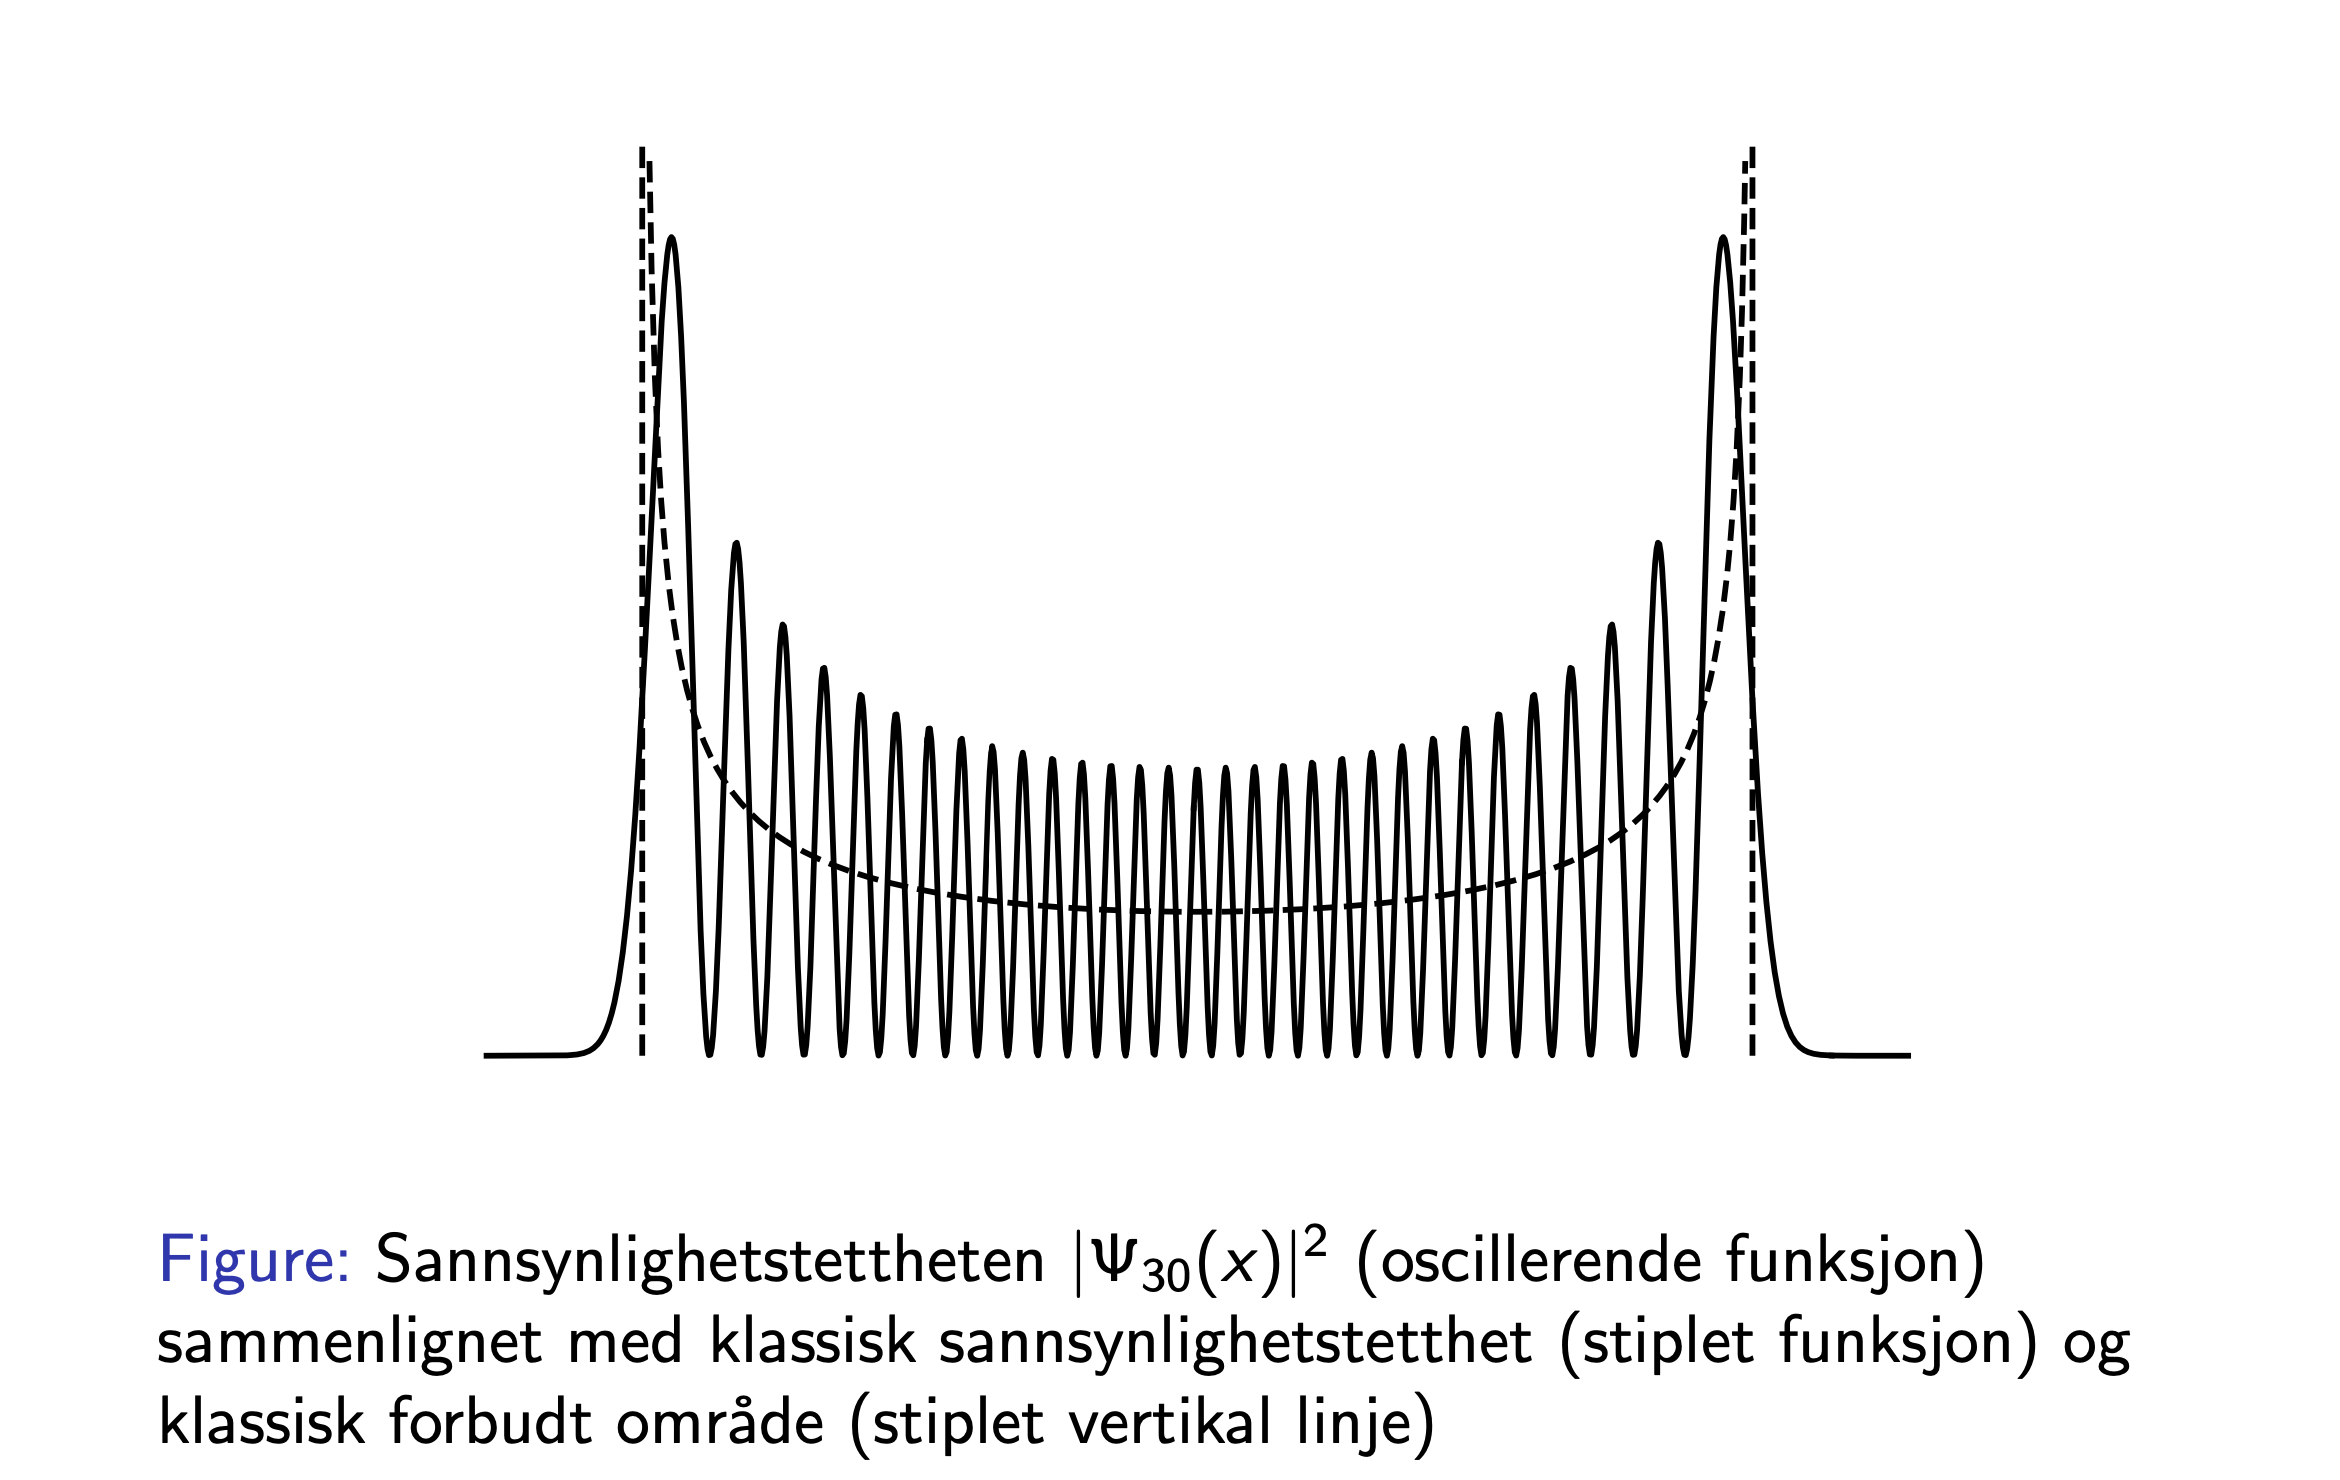 Figure: Sannsynlighetstettheten |Ψ₃₀(x)|² (oscillerende funksjon)
sammenlignet med klassisk sannsynlighetstetthet (stiplet funksjon) og
klassisk forbudt område (stiplet vertikal linje)